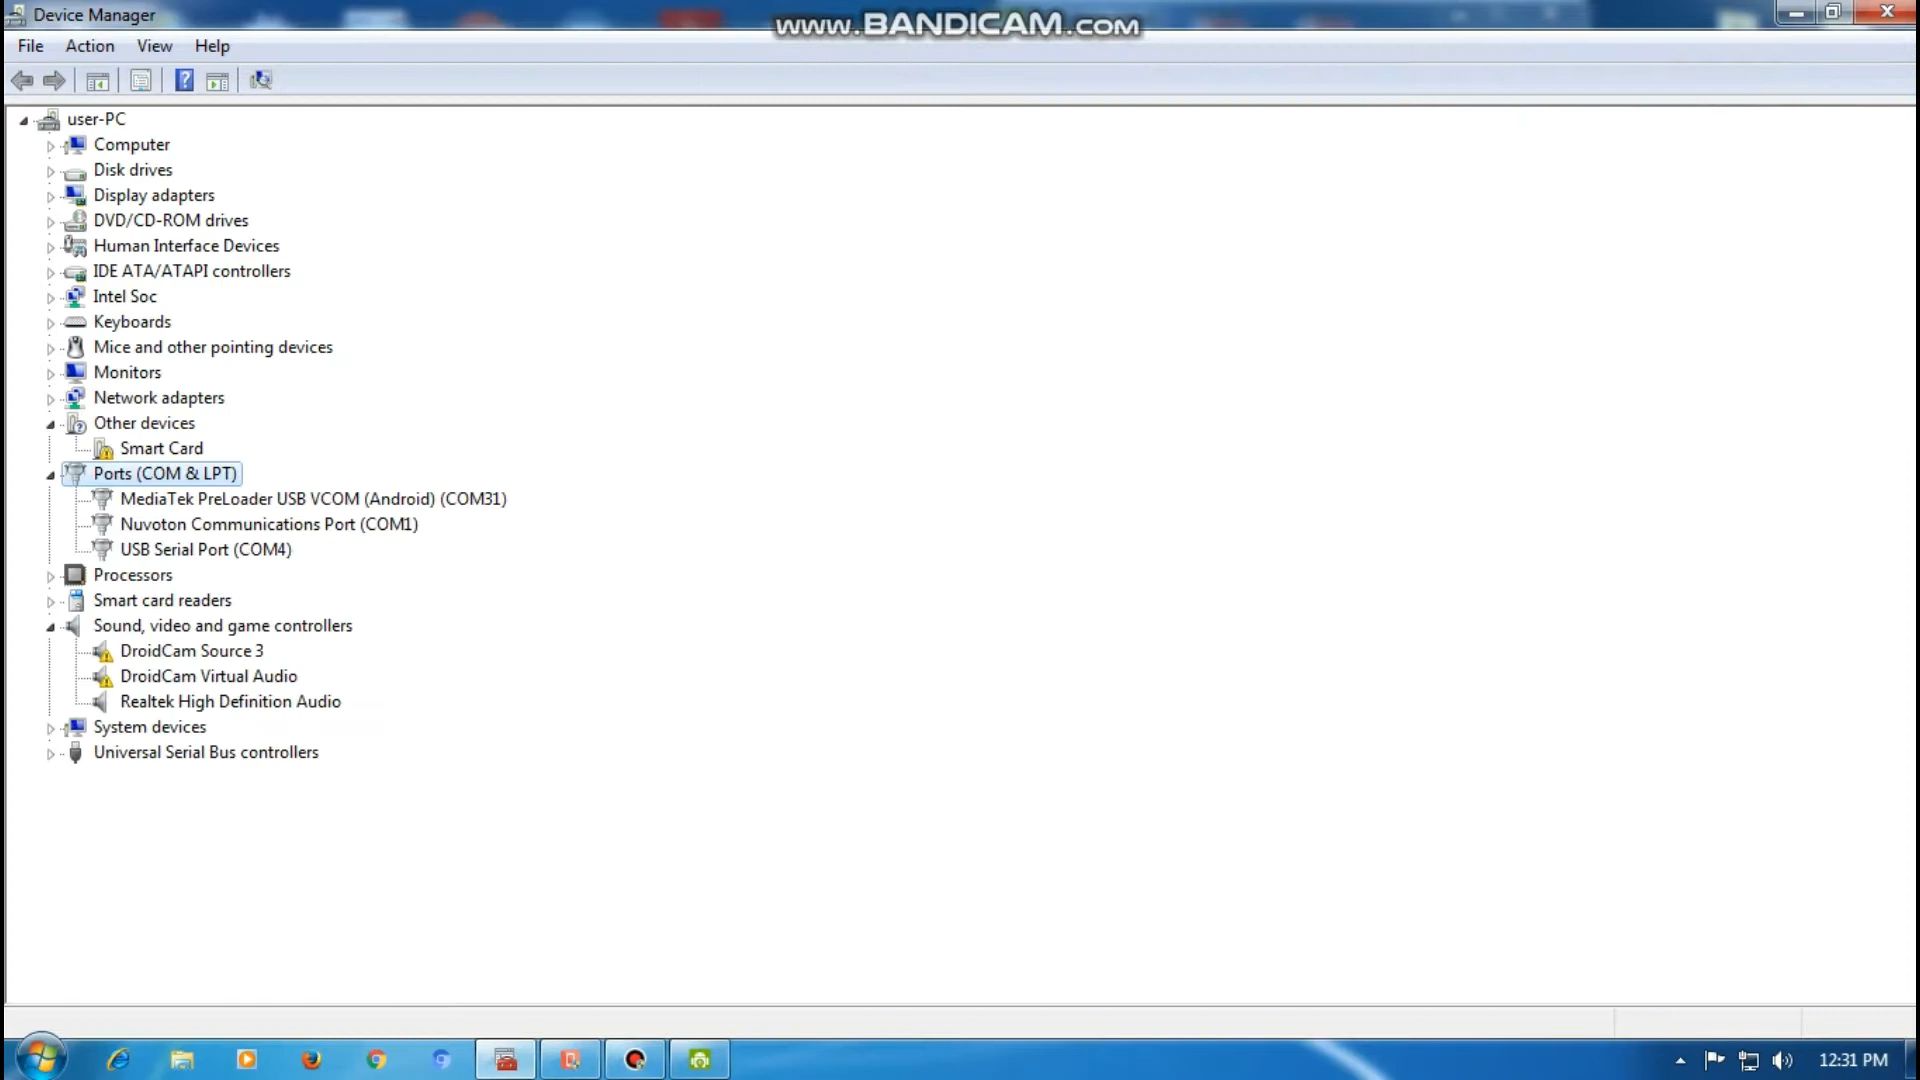 Device Manager
www.BANDICAM.com
File Action View Help
user-PC
Computer
Disk drives
Display adapters
DVD/CD-ROM drives
Human Interface Devices
IDE ATA/ATAPI controllers
Intel Soc
Keyboards
Mice and other pointing devices
Monitors
Network adapters
Other devices
Smart Card
Ports (COM & LPT)
MediaTek PreLoader USB VCOM (Android) (COM31)
Nuvoton Communications Port (COM1)
USB Serial Port (COM4)
Processors
Smart card readers
Sound, video and game controllers
DroidCam Source 3
DroidCam Virtual Audio
Realtek High Definition Audio
System devices
Universal Serial Bus controllers
12:31 PM